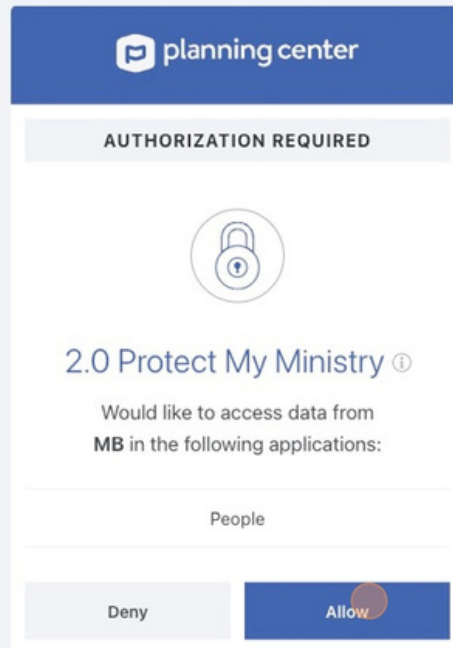 planning center
AUTHORIZATION REQUIRED
2.0 Protect My Ministry
Would like to access data from
MB in the following applications:
People
Deny
Allow